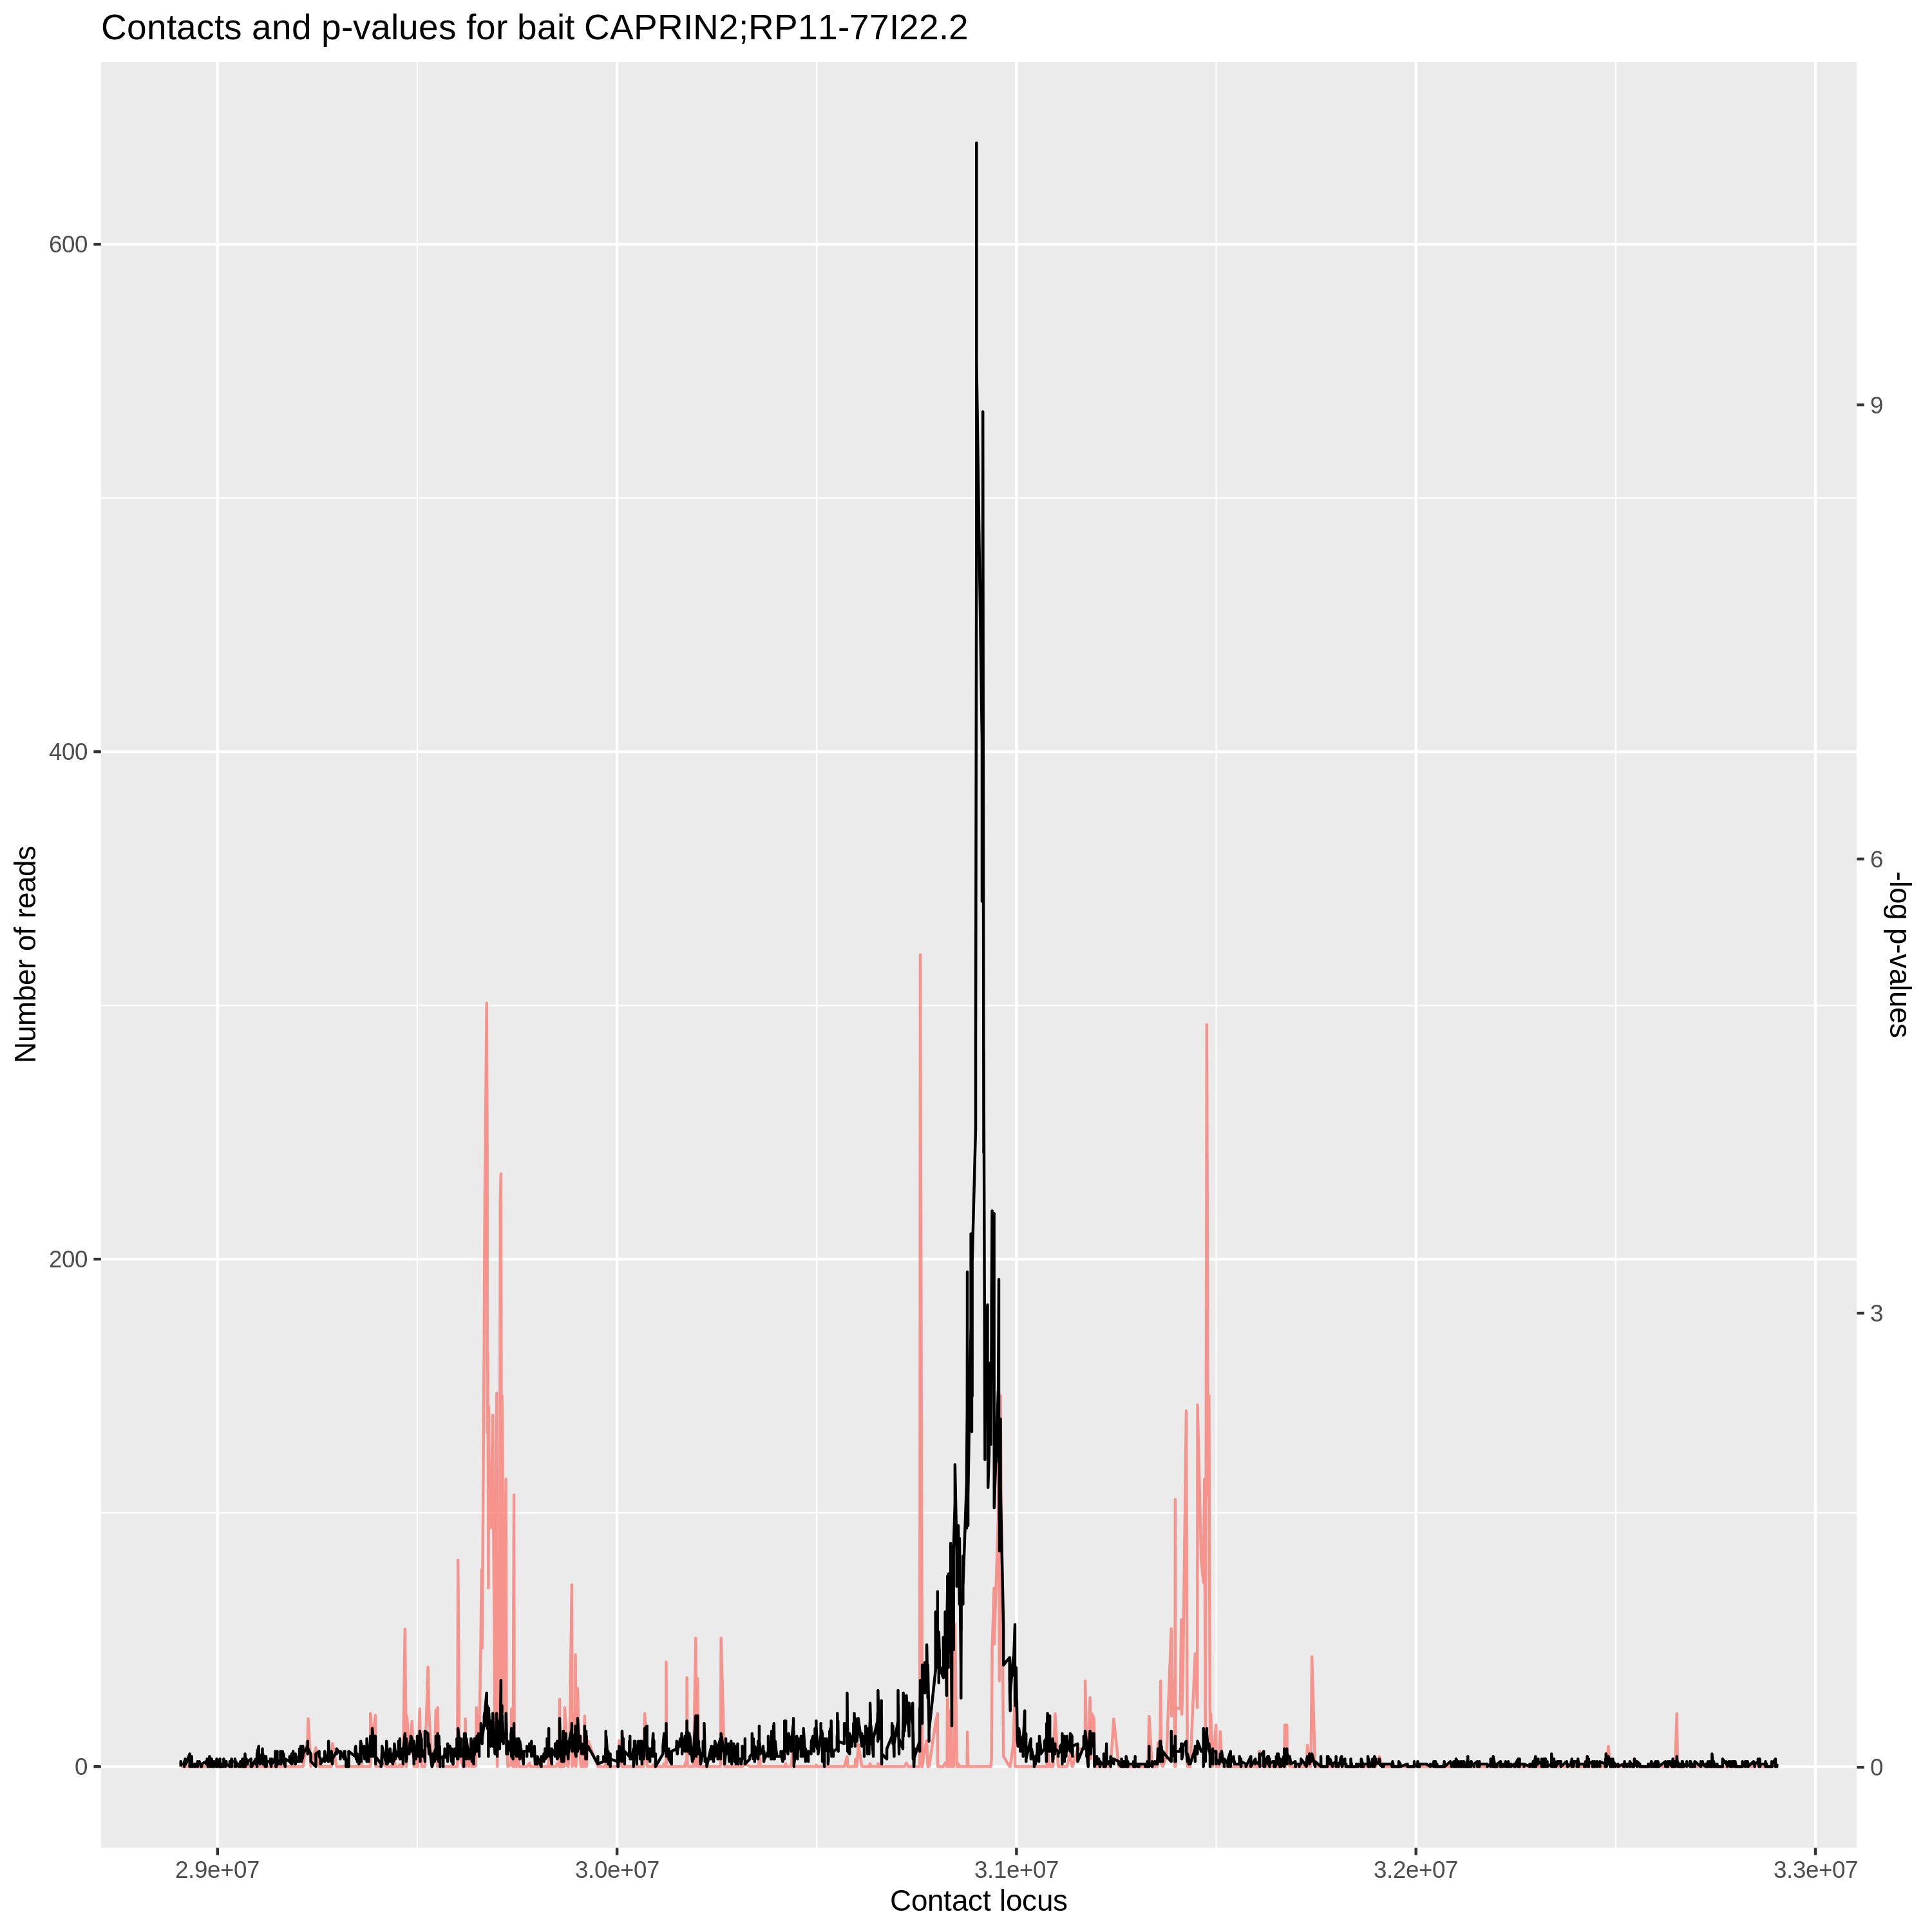 Contacts and p-values for bait CAPRIN2;RP11-77I22.2
600
400
200
0
Number of reads
9
6
3
0
-log p-values
2.9e+07
3.0e+07
3.1e+07
3.2e+07
3.3e+07
Contact locus